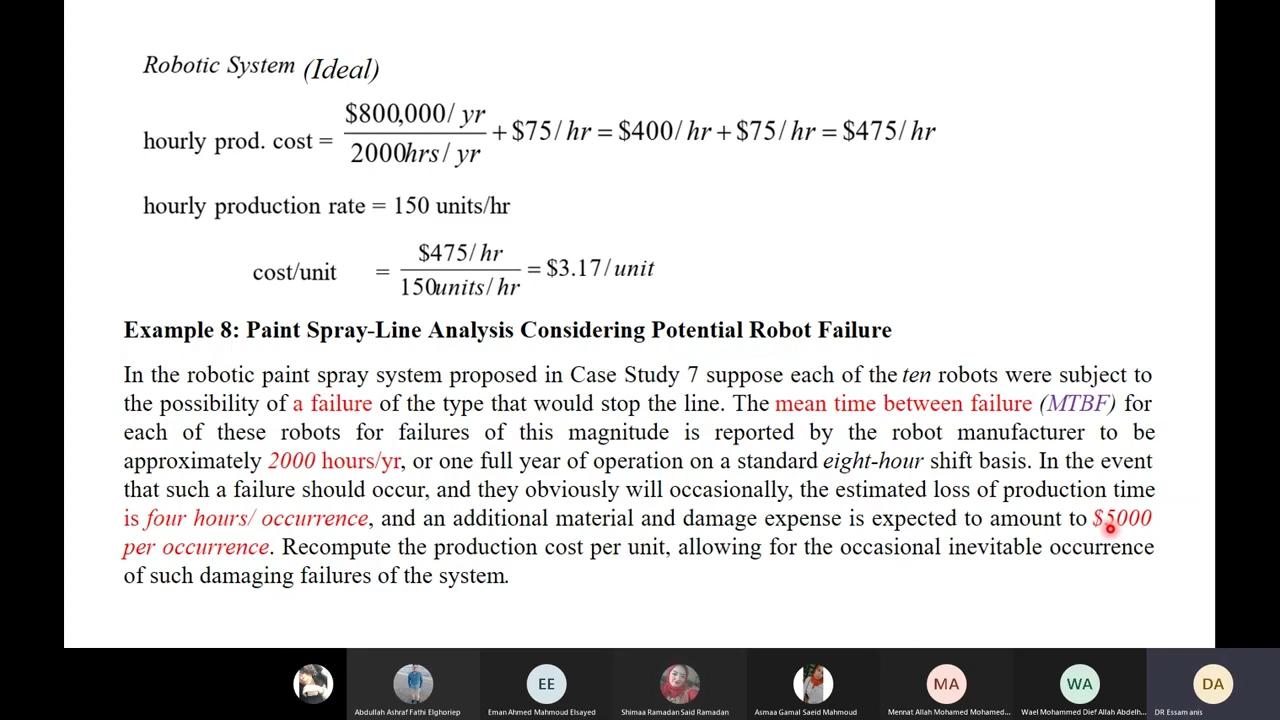 Robotic System (Ideal)
hourly prod. cost = $800,000/ yr / 2000hrs/ yr + $75/ hr = $400/ hr + $75/ hr = $475/ hr
hourly production rate = 150 units/hr
cost/unit = $475/ hr / 150units/ hr = $3.17/unit
Example 8: Paint Spray-Line Analysis Considering Potential Robot Failure
In the robotic paint spray system proposed in Case Study 7 suppose each of the ten robots were subject to
the possibility of a failure of the type that would stop the line. The mean time between failure (MTBF) for
each of these robots for failures of this magnitude is reported by the robot manufacturer to be
approximately 2000 hours/yr, or one full year of operation on a standard eight-hour shift basis. In the event
that such a failure should occur, and they obviously will occasionally, the estimated loss of production time
is four hours/ occurrence, and an additional material and damage expense is expected to amount to $5000
per occurrence. Recompute the production cost per unit, allowing for the occasional inevitable occurrence
of such damaging failures of the system.
EE
MA
WA
DA
Abdullah Ashraf Fathi Elghoriep
Eman Ahmed Mahmoud Elsayed
Shimaa Ramadan Said Ramadan
Asmaa Gamal Saeid Mahmoud
Mennat Allah Mohamed Mohamed...
Wael Mohammed Dief Allah Abdelh...
DR Essam anis